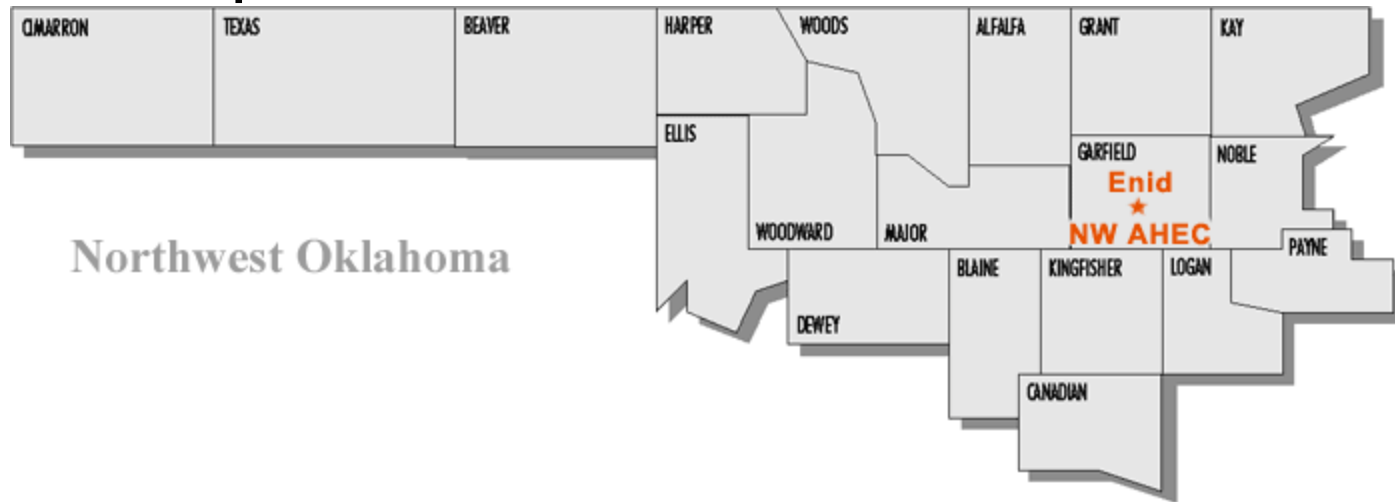 CIMARRON
TEXAS
BEAVER
HARPER
WOODS
ALFALFA
GRANT
KAY
ELLIS
GARFIELD
NOBLE
Enid
NW AHEC
WOODWARD
MAJOR
Northwest Oklahoma
PAYNE
BLAINE
KINGFISHER
LOGAN
DEWEY
CANADIAN